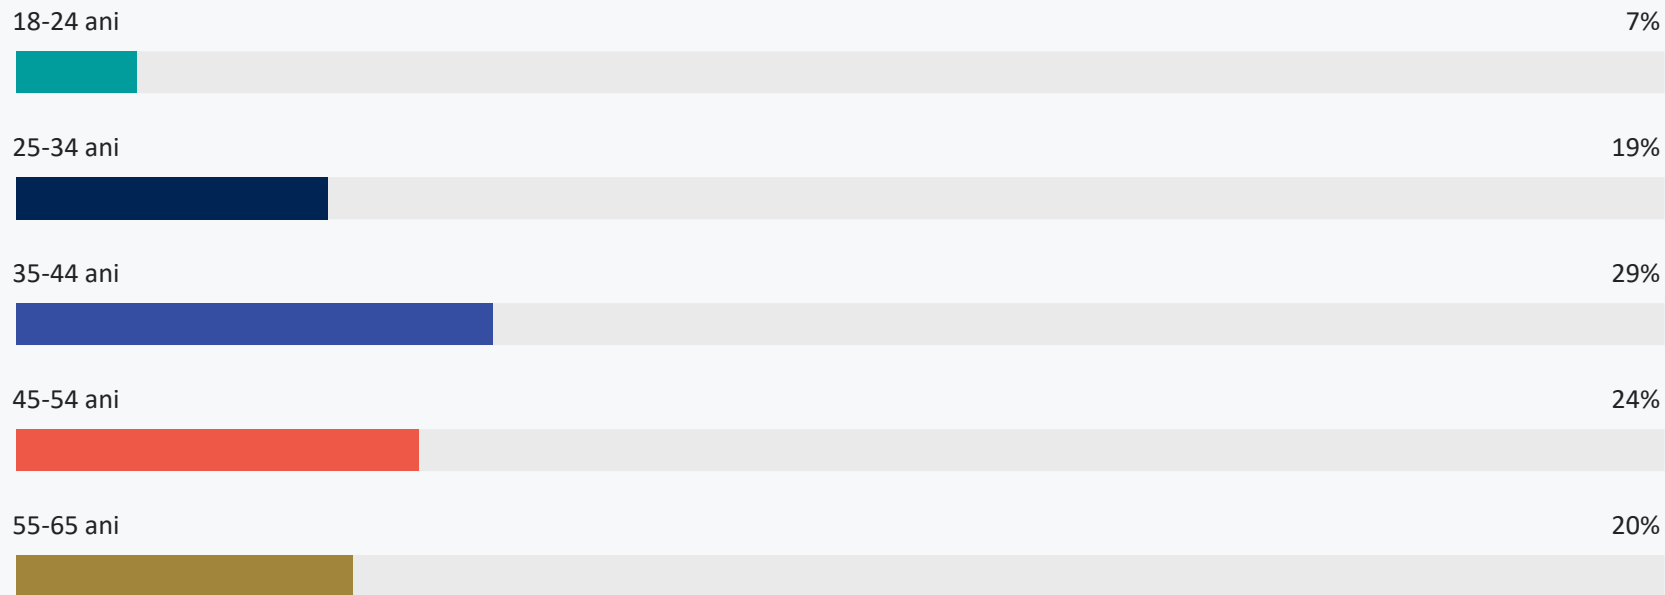 18-24 ani 7%
25-34 ani 19%
35-44 ani 29%
45-54 ani 24%
55-65 ani 20%